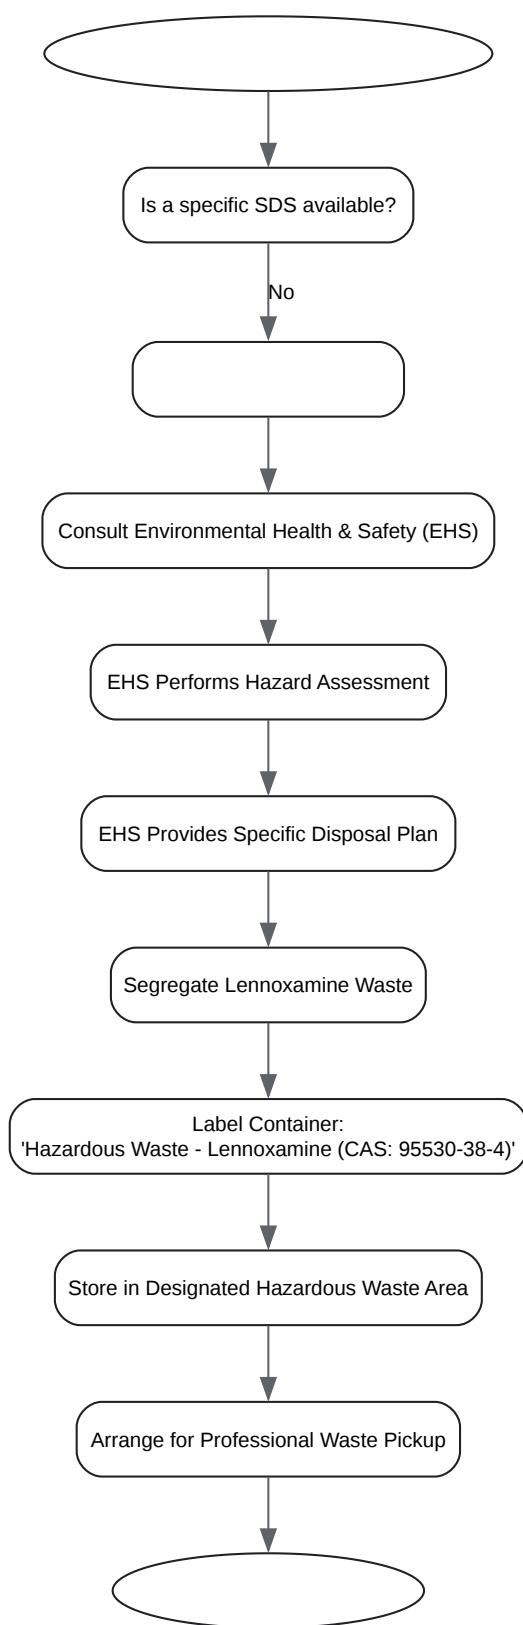 Is a specific SDS available?
No
Consult Environmental Health & Safety (EHS)
EHS Performs Hazard Assessment
EHS Provides Specific Disposal Plan
Segregate Lennoxamine Waste
Label Container:
'Hazardous Waste - Lennoxamine (CAS: 95530-38-4)'
Store in Designated Hazardous Waste Area
Arrange for Professional Waste Pickup